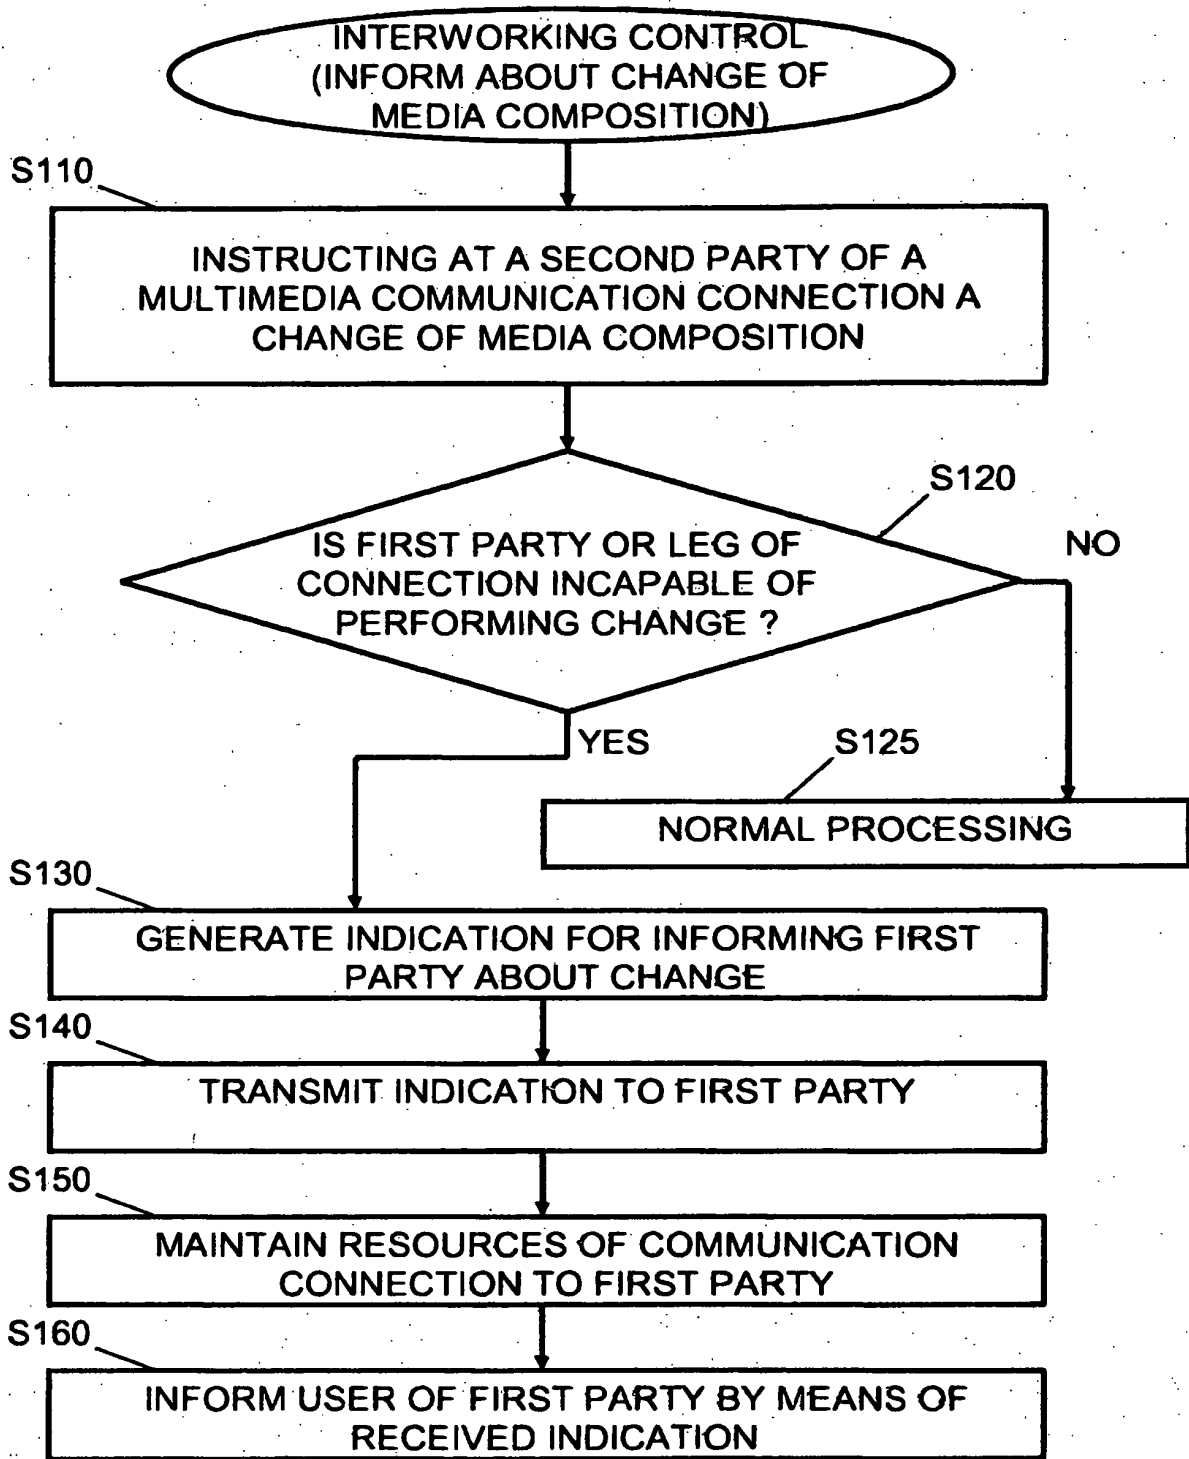 INTERWORKING CONTROL
(INFORM ABOUT CHANGE OF
MEDIA COMPOSITION)
S110
INSTRUCTING AT A SECOND PARTY OF A
MULTIMEDIA COMMUNICATION CONNECTION A
CHANGE OF MEDIA COMPOSITION
S120
IS FIRST PARTY OR LEG OF
CONNECTION INCAPABLE OF
PERFORMING CHANGE ?
NO
YES
S125
NORMAL PROCESSING
S130
GENERATE INDICATION FOR INFORMING FIRST
PARTY ABOUT CHANGE
S140
TRANSMIT INDICATION TO FIRST PARTY
S150
MAINTAIN RESOURCES OF COMMUNICATION
CONNECTION TO FIRST PARTY
S160
INFORM USER OF FIRST PARTY BY MEANS OF
RECEIVED INDICATION